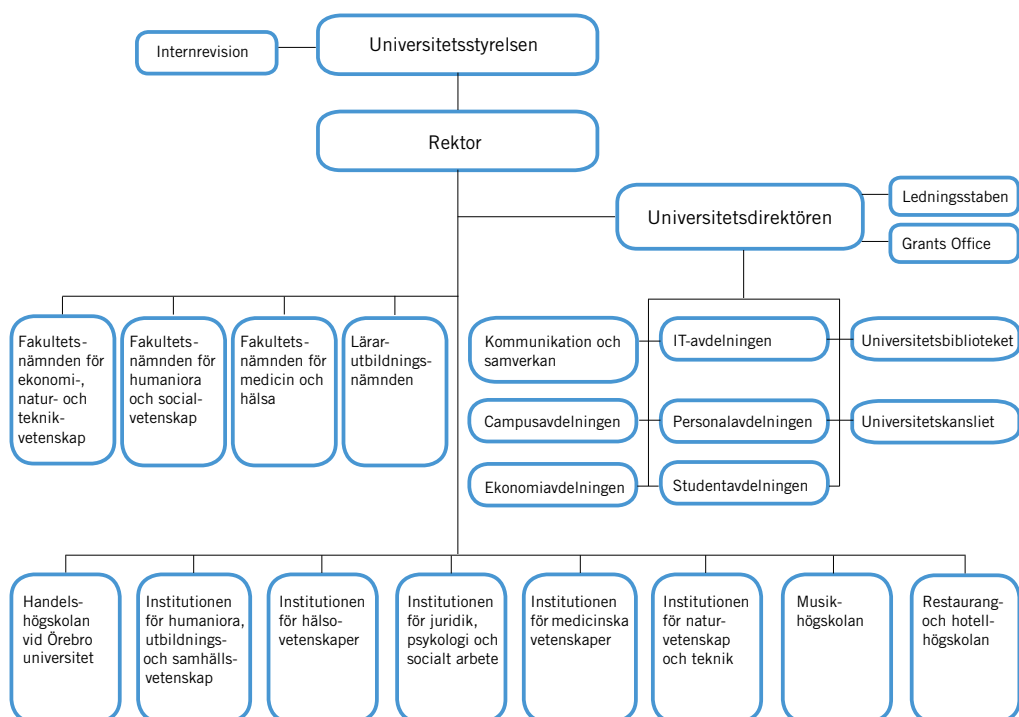 Universitetsstyrelsen
Internrevision
Rektor
Universitetsdirektören
Ledningsstaben
Grants Office
Fakultets-
nämnden för
ekonomi-,
natur- och
teknik-
vetenskap
Fakultets-
nämnden för
humaniora
och social-
vetenskap
Fakultets-
nämnden för
medicin och
hälsa
Lärar-
utbildnings-
nämnden
Kommunikation och
samverkan
IT-avdelningen
Universitetsbiblioteket
Campusavdelningen
Personalavdelningen
Universitetskansliet
Ekonomiavdelningen
Studentavdelningen
Handels-
högskolan
vid Örebro
universitet
Institutionen
för humaniora,
utbildnings-
och samhälls-
vetenskap
Institutionen
för hälso-
vetenskaper
Institutionen
för juridik,
psykologi och
socialt arbete
Institutionen
för medicinska
vetenskaper
Institutionen
för natur-
vetenskap
och teknik
Musik-
högskolan
Restaurang-
och hotell-
högskolan